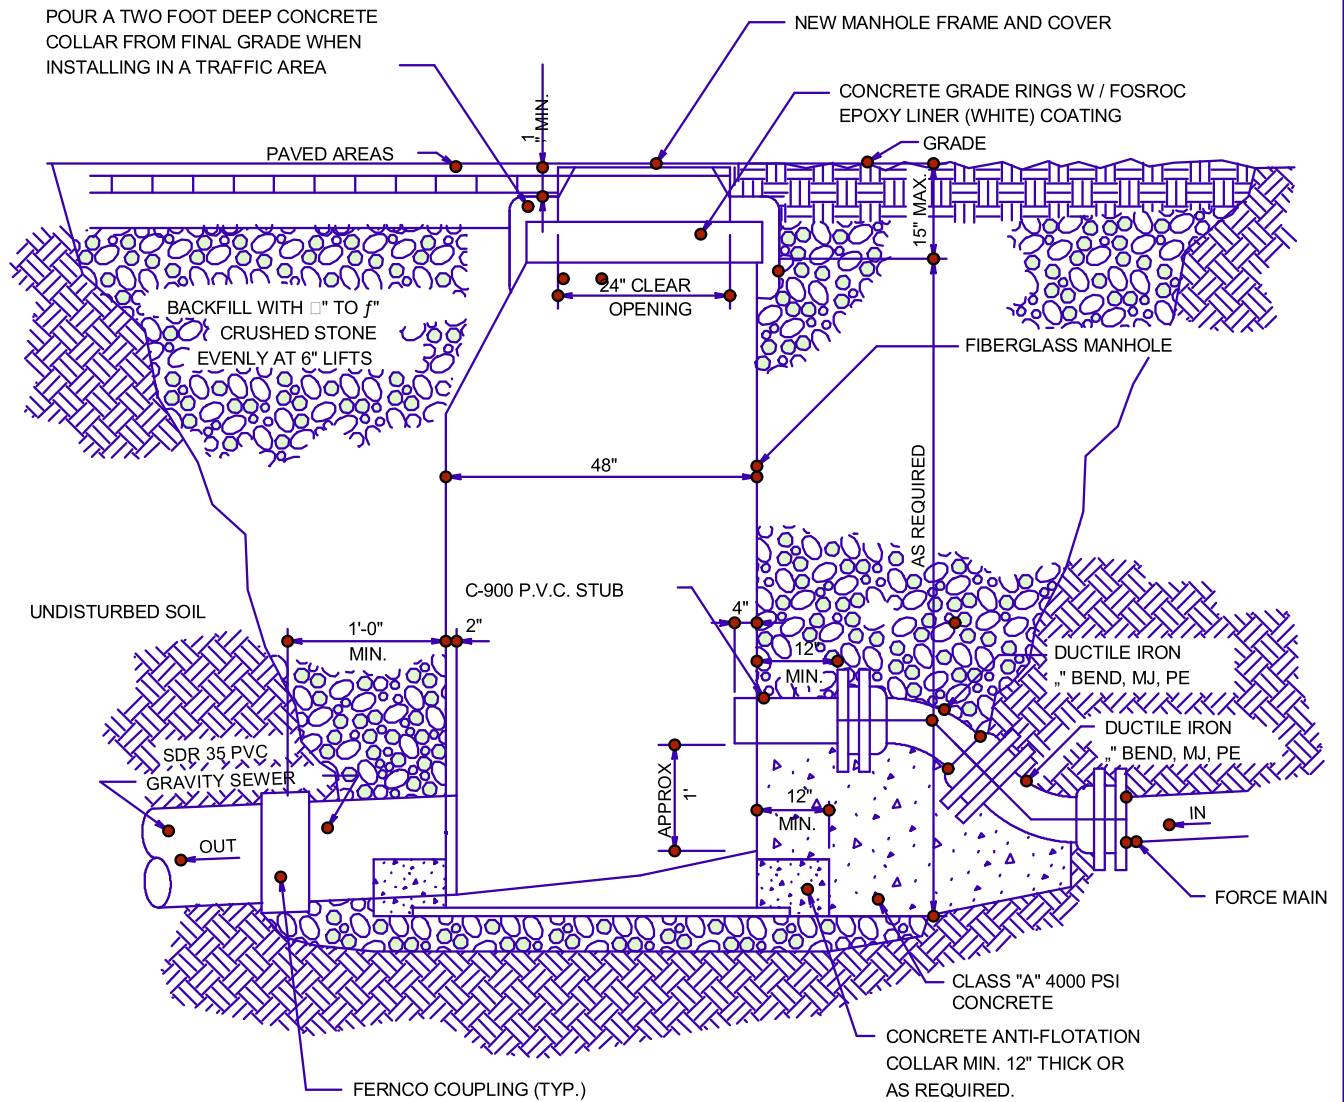 POUR A TWO FOOT DEEP CONCRETE
COLLAR FROM FINAL GRADE WHEN
INSTALLING IN A TRAFFIC AREA
NEW MANHOLE FRAME AND COVER
CONCRETE GRADE RINGS W / FOSROC
EPOXY LINER (WHITE) COATING
1
„ MIN.
PAVED AREAS
GRADE
15" MAX.
24" CLEAR
OPENING
BACKFILL WITH □" TO ƒ"
CRUSHED STONE
EVENLY AT 6" LIFTS
FIBERGLASS MANHOLE
48"
AS REQUIRED
C-900 P.V.C. STUB
UNDISTURBED SOIL
4"
1'-0"
MIN.
2"
12"
MIN.
DUCTILE IRON
„" BEND, MJ, PE
DUCTILE IRON
„" BEND, MJ, PE
SDR 35 PVC
GRAVITY SEWER
APPROX
1'
12"
MIN.
IN
OUT
FORCE MAIN
CLASS "A" 4000 PSI
CONCRETE
CONCRETE ANTI-FLOTATION
COLLAR MIN. 12" THICK OR
AS REQUIRED.
FERNCO COUPLING (TYP.)